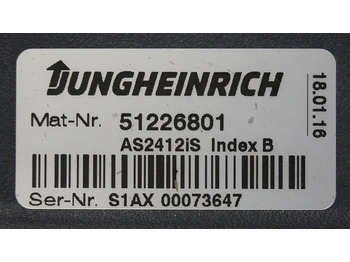 JUNGHEINRICH
Mat-Nr. 51226801
AS2412iS Index B
Ser-Nr. S1AX 00073647
18.01.16